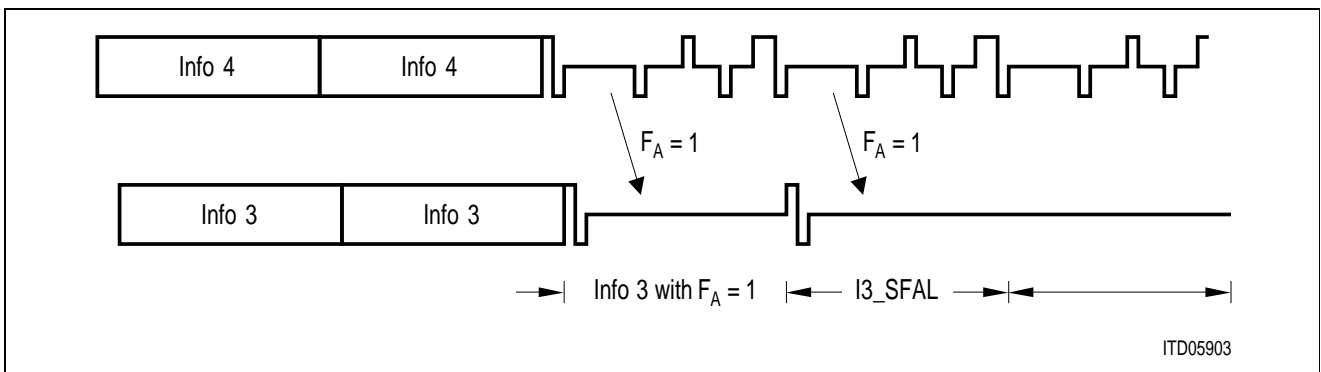 Info 4 Info 4
F_A = 1 F_A = 1
Info 3 Info 3
Info 3 with F_A = 1 I3_SFAL
ITD05903